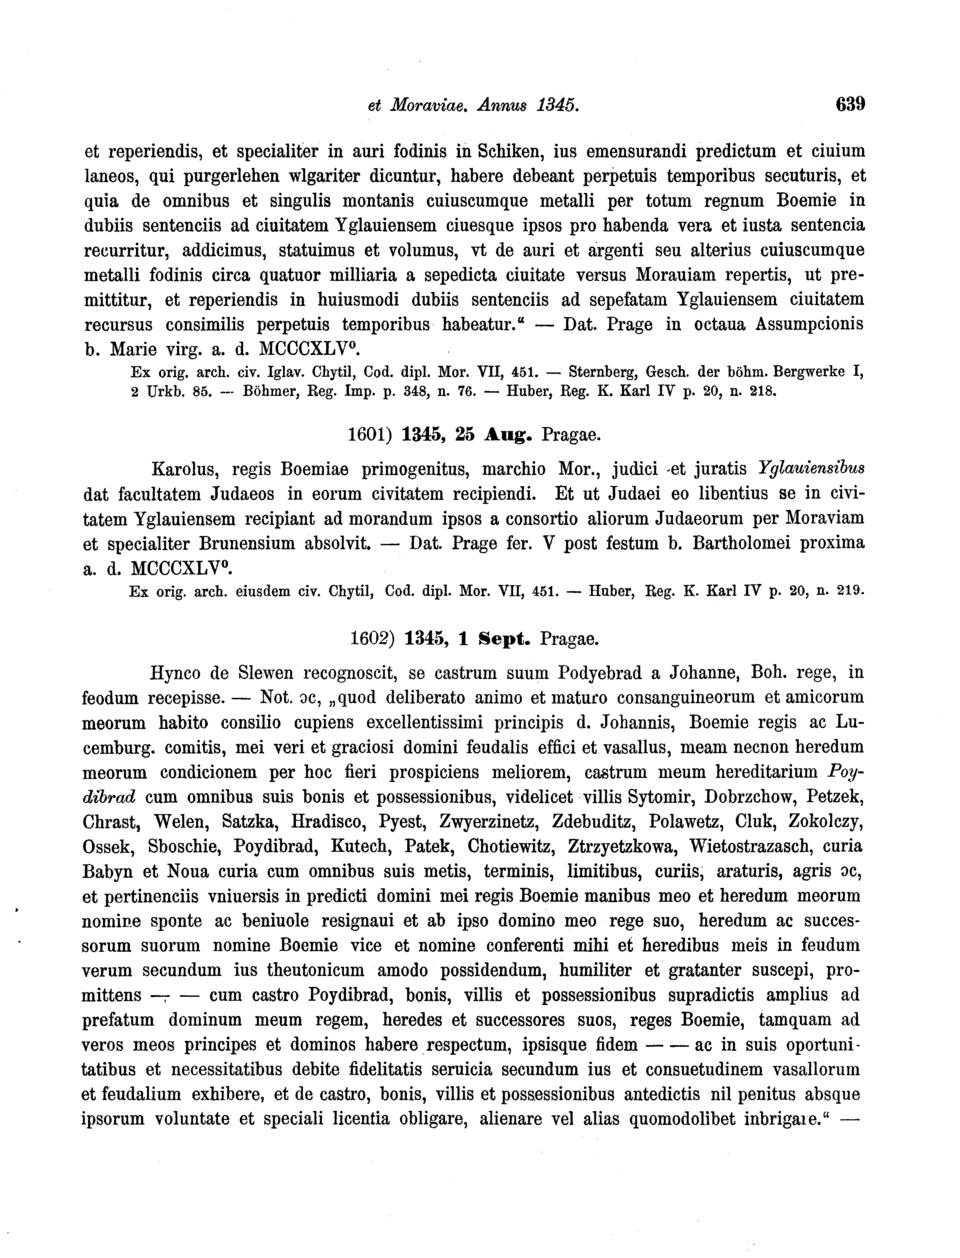 et Moraviae. Annus 1345. 639
et reperiendis, et specialiter in auri fodinis in Schiken, ius emensurandi predictum et ciuium
laneos, qui purgerlehen wlgariter dicuntur, habere debeant perpetuis temporibus secuturis, et
quia de omnibus et singulis montanis cuiuscumque metalli per totum regnum Boemie in
dubiis sentenciis ad ciuitatem Yglauiensem ciuesque ipsos pro habenda vera et iusta sentencia
recurritur, addicimus, statuimus et volumus, vt de auri et argenti seu alterius cuiuscumque
metalli fodinis circa quatuor milliaria a sepedicta ciuitate versus Morauiam repertis, ut pre-
mittitur, et reperiendis in huiusmodi dubiis sentenciis ad sepefatam Yglauiensem ciuitatem
recursus consimilis perpetuis temporibus habeatur.“ — Dat. Prage in octaua Assumpcionis
b. Marie virg. a. d. MCCCXLV⁰.
Ex orig. arch. civ. Iglav. Chytil, Cod. dipl. Mor. VII, 451. — Sternberg, Gesch. der böhm. Bergwerke I,
2 Urkb. 85. — Böhmer, Reg. Imp. p. 348, n. 76. — Huber, Reg. K. Karl IV p. 20, n. 218.
1601) 1345, 25 Aug. Pragae.
Karolus, regis Boemiae primogenitus, marchio Mor., judici et juratis Yglauiensibus
dat facultatem Judaeos in eorum civitatem recipiendi. Et ut Judaei eo libentius se in civi-
tatem Yglauiensem recipiant ad morandum ipsos a consortio aliorum Judaeorum per Moraviam
et specialiter Brunensium absolvit. — Dat. Prage fer. V post festum b. Bartholomei proxima
a. d. MCCCXLV⁰.
Ex orig. arch. eiusdem civ. Chytil, Cod. dipl. Mor. VII, 451. — Huber, Reg. K. Karl IV p. 20, n. 219.
1602) 1345, 1 Sept. Pragae.
Hynco de Slewen recognoscit, se castrum suum Podyebrad a Johanne, Boh. rege, in
feodum recepisse. — Not. ɔc, „quod deliberato animo et maturo consanguineorum et amicorum
meorum habito consilio cupiens excellentissimi principis d. Johannis, Boemie regis ac Lu-
cemburg. comitis, mei veri et graciosi domini feudalis effici et vasallus, meam necnon heredum
meorum condicionem per hoc fieri prospiciens meliorem, castrum meum hereditarium Poy-
dibrad cum omnibus suis bonis et possessionibus, videlicet villis Sytomir, Dobrzchow, Petzek,
Chrast, Welen, Satzka, Hradisco, Pyest, Zwyerzinetz, Zdebuditz, Polawetz, Cluk, Zokolczy,
Ossek, Sboschie, Poydibrad, Kutech, Patek, Chotiewitz, Ztrzyetzkowa, Wietostrazasch, curia
Babyn et Noua curia cum omnibus suis metis, terminis, limitibus, curiis, araturis, agris ɔc,
et pertinenciis vniuersis in predicti domini mei regis Boemie manibus meo et heredum meorum
nomine sponte ac beniuole resignaui et ab ipso domino meo rege suo, heredum ac succes-
sorum suorum nomine Boemie vice et nomine conferenti mihi et heredibus meis in feudum
verum secundum ius theutonicum amodo possidendum, humiliter et gratanter suscepi, pro-
mittens — — cum castro Poydibrad, bonis, villis et possessionibus supradictis amplius ad
prefatum dominum meum regem, heredes et successores suos, reges Boemie, tamquam ad
veros meos principes et dominos habere respectum, ipsisque fidem — — ac in suis oportuni-
tatibus et necessitatibus debite fidelitatis seruicia secundum ius et consuetudinem vasallorum
et feudalium exhibere, et de castro, bonis, villis et possessionibus antedictis nil penitus absque
ipsorum voluntate et speciali licentia obligare, alienare vel alias quomodolibet inbrigare.“ —